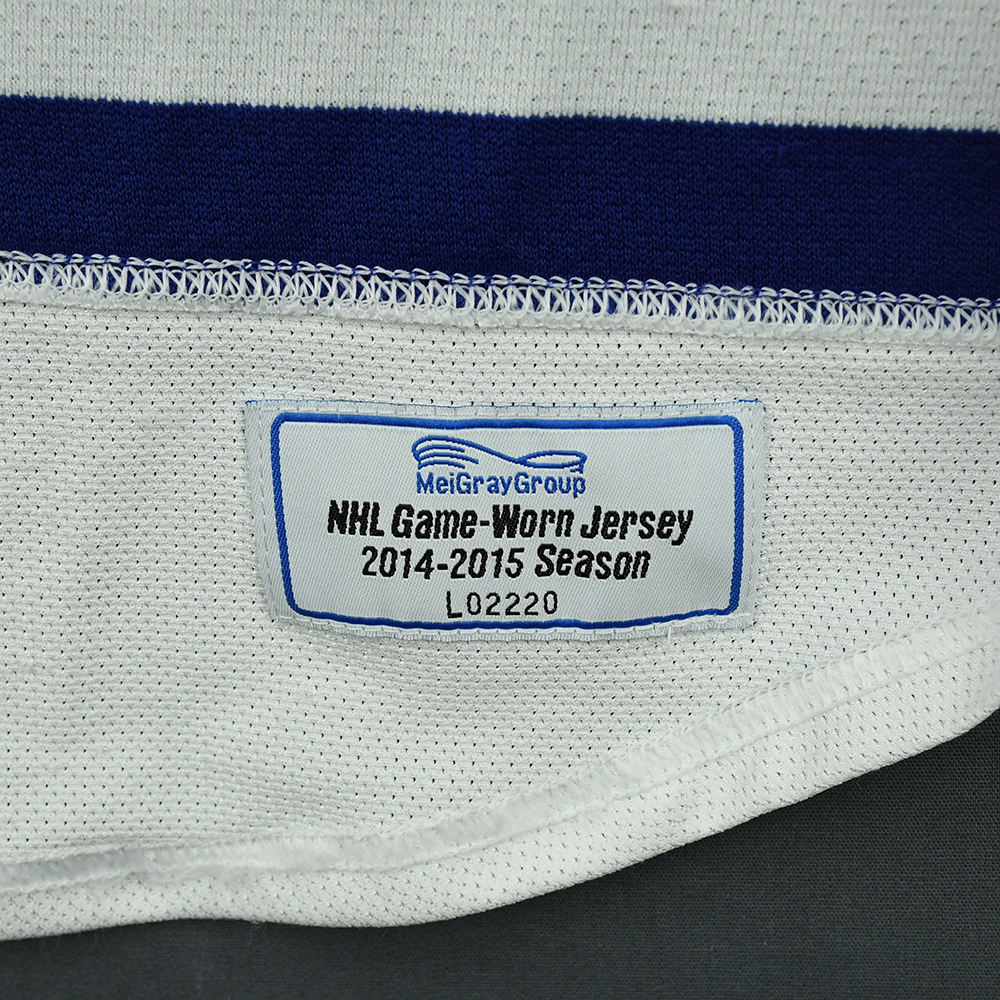 MeiGrayGroup
NHL Game-Worn Jersey
2014-2015 Season
L02220